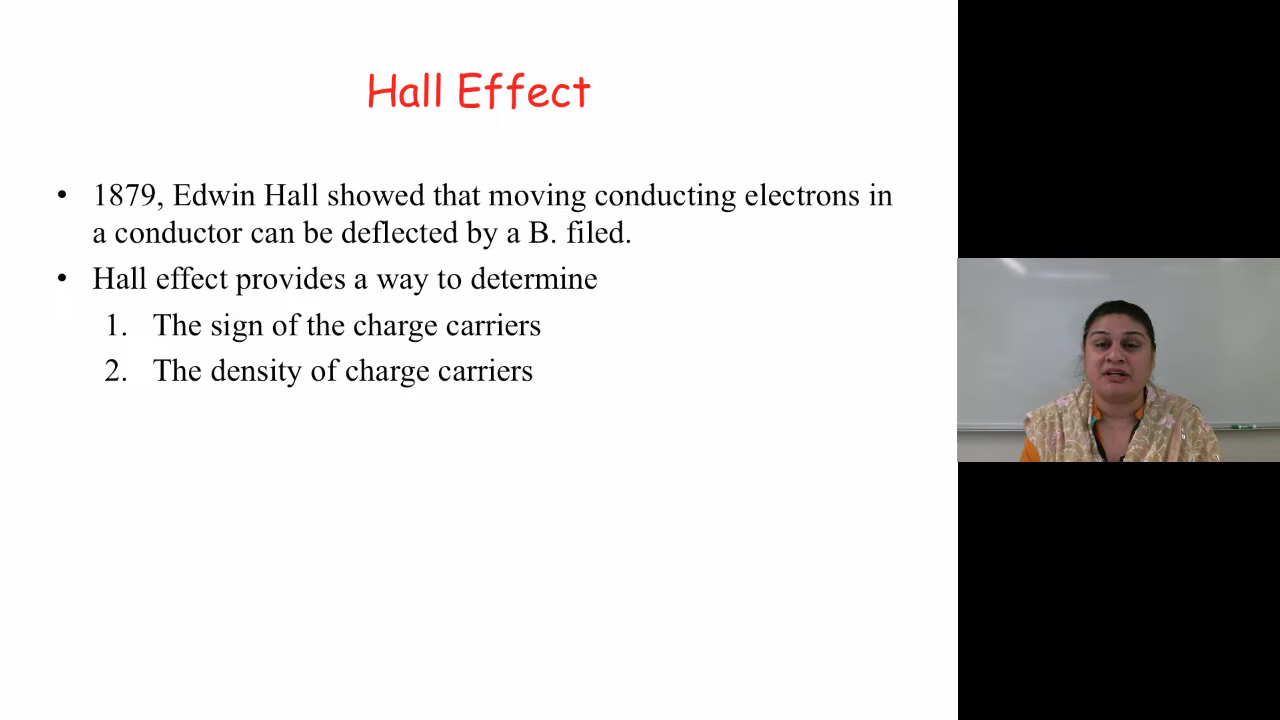 Hall Effect
• 1879, Edwin Hall showed that moving conducting electrons in
a conductor can be deflected by a B. filed.
• Hall effect provides a way to determine
1. The sign of the charge carriers
2. The density of charge carriers